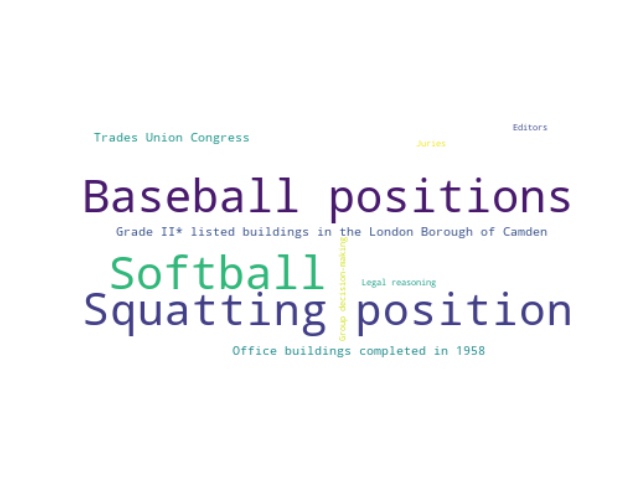 Editors
Trades Union Congress
Juries
Baseball positions
Grade II* listed buildings in the London Borough of Camden
Softball
Group decision-making
Legal reasoning
Squatting position
Office buildings completed in 1958